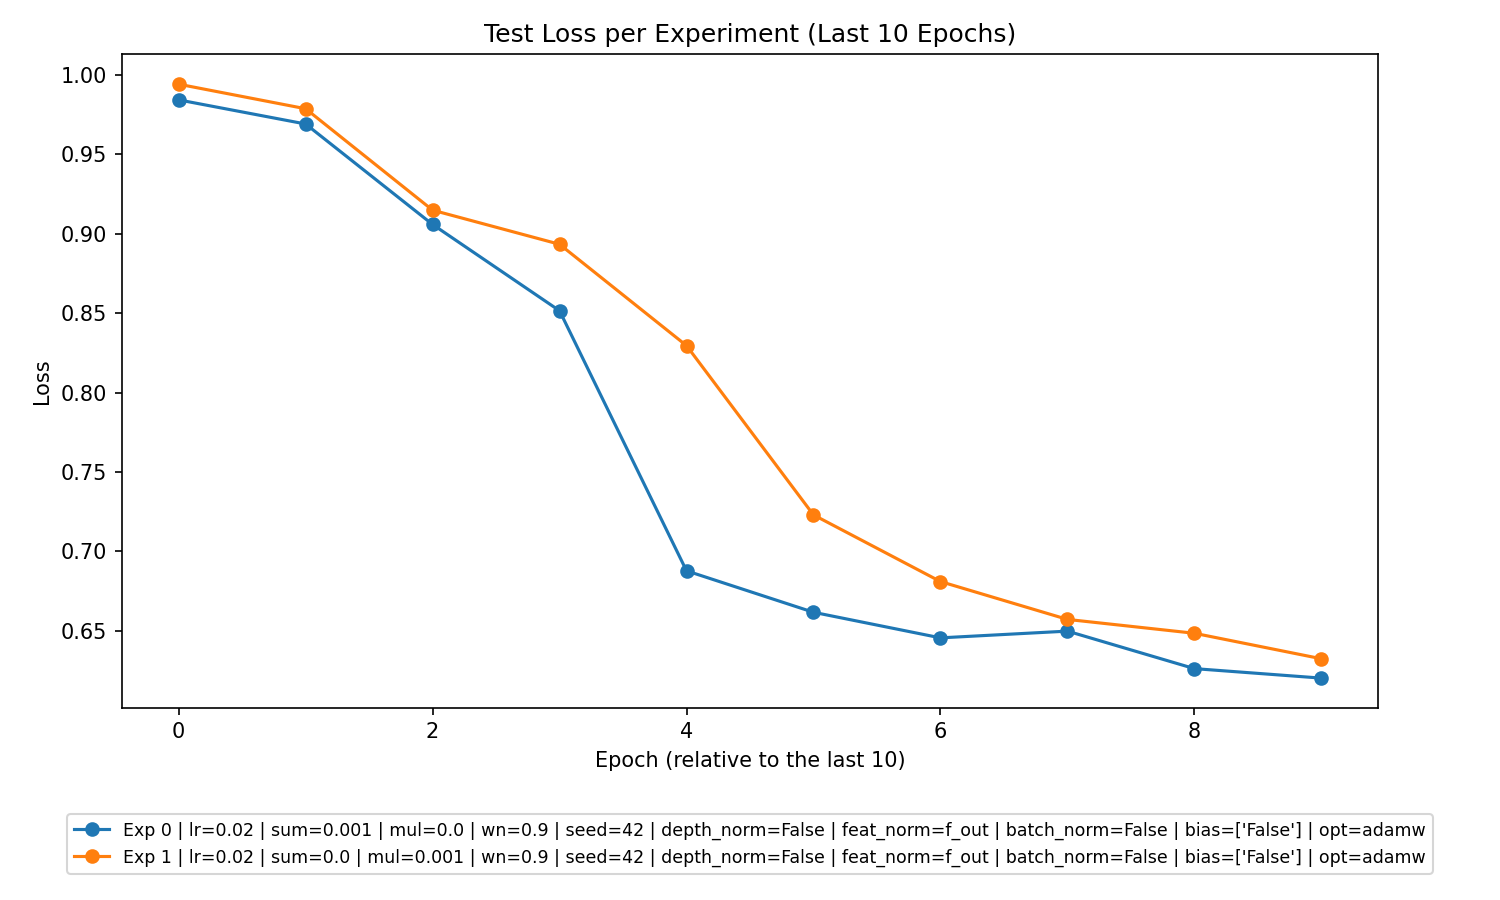 Test Loss per Experiment (Last 10 Epochs)
1.00
0.95
0.90
0.85
0.80
0.75
0.70
0.65
Loss
0 2 4 6 8
Epoch (relative to the last 10)
Exp 0 | lr=0.02 | sum=0.001 | mul=0.0 | wn=0.9 | seed=42 | depth_norm=False | feat_norm=f_out | batch_norm=False | bias=['False'] | opt=adamw
Exp 1 | lr=0.02 | sum=0.0 | mul=0.001 | wn=0.9 | seed=42 | depth_norm=False | feat_norm=f_out | batch_norm=False | bias=['False'] | opt=adamw